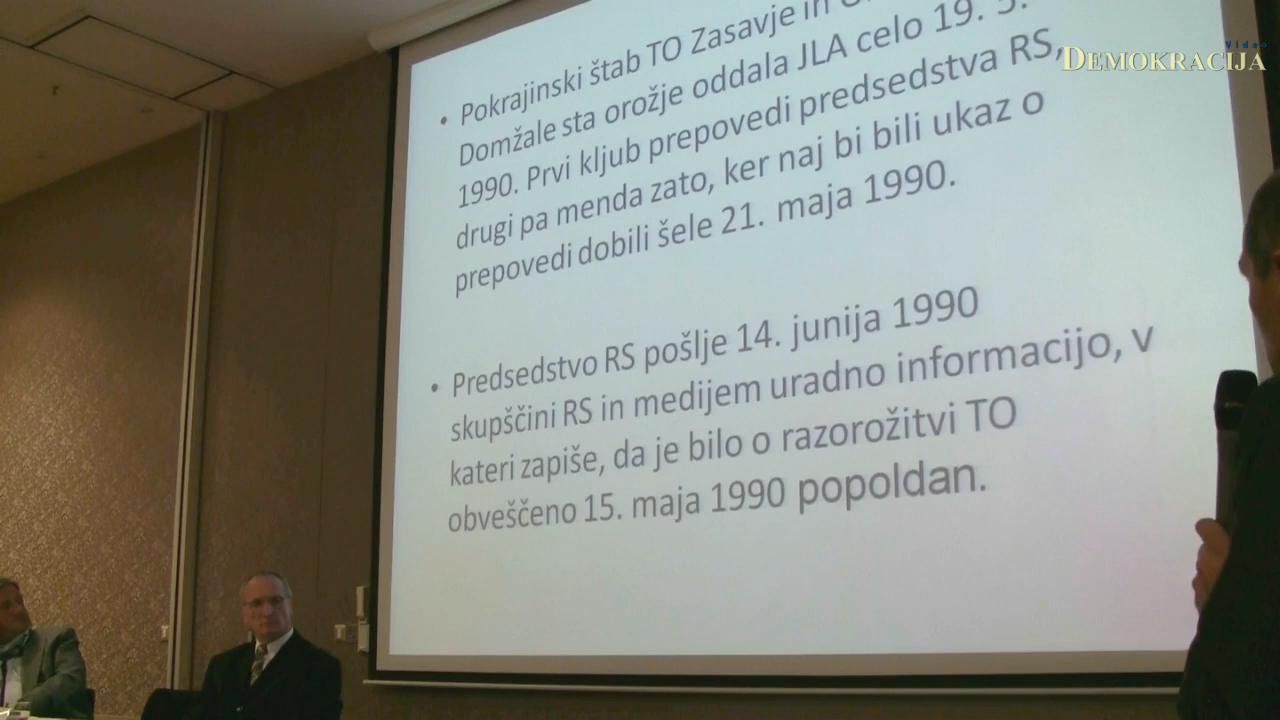 Video
DEMOKRACIJA
• Pokrajinski štab TO Zasavje in
Domžale sta orožje oddala JLA celo 19. 5.
1990. Prvi kljub prepovedi predsedstva RS,
drugi pa menda zato, ker naj bi bili ukaz o
prepovedi dobili šele 21. maja 1990.
• Predsedstvo RS pošlje 14. junija 1990
skupščini RS in medijem uradno informacijo, v
kateri zapiše, da je bilo o razorožitvi TO
obveščeno 15. maja 1990 popoldan.